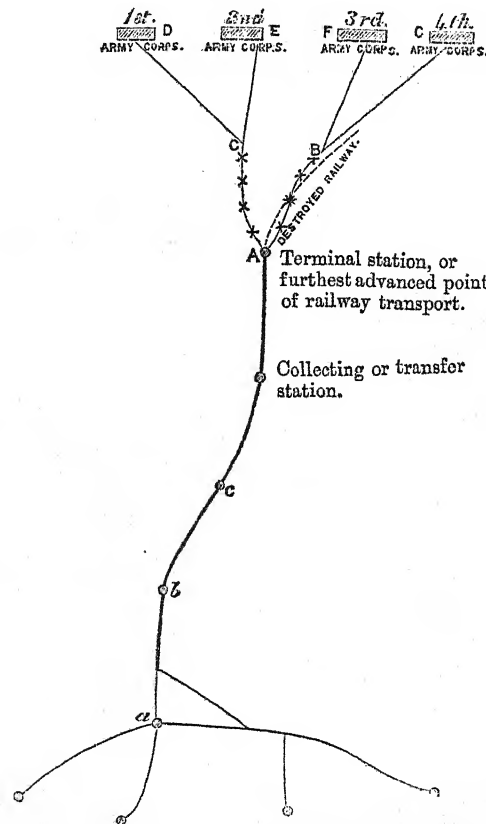 1st. 2nd 3rd. 4th.
D E F C
ARMY CORPS. ARMY CORPS. ARMY CORPS. ARMY CORPS.
C B
DESTROYED RAILWAY.
A
Terminal station, or
furthest advanced point
of railway transport.
Collecting or transfer
station.
c
b
a